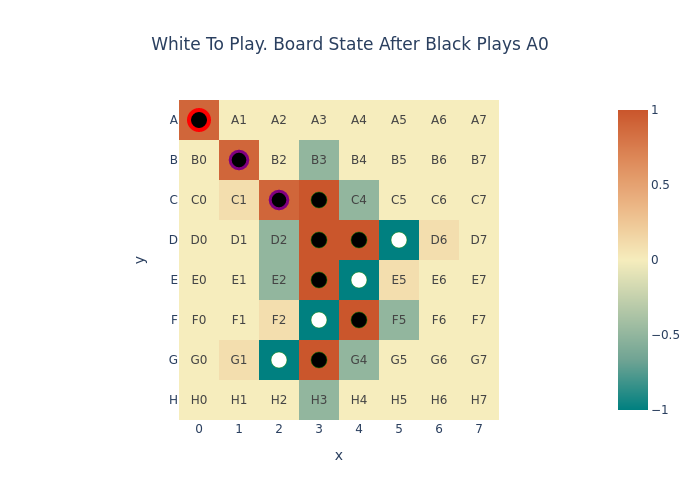 White To Play. Board State After Black Plays A0
A A1 A2 A3 A4 A5 A6 A7 1
B B0 B2 B3 B4 B5 B6 B7
C C0 C1 C4 C5 C6 C7 0.5
D D0 D1 D2 D6 D7
y 0
E E0 E1 E2 E5 E6 E7
F F0 F1 F2 F5 F6 F7 −0.5
G G0 G1 G4 G5 G6 G7
H H0 H1 H2 H3 H4 H5 H6 H7 −1
0 1 2 3 4 5 6 7
x